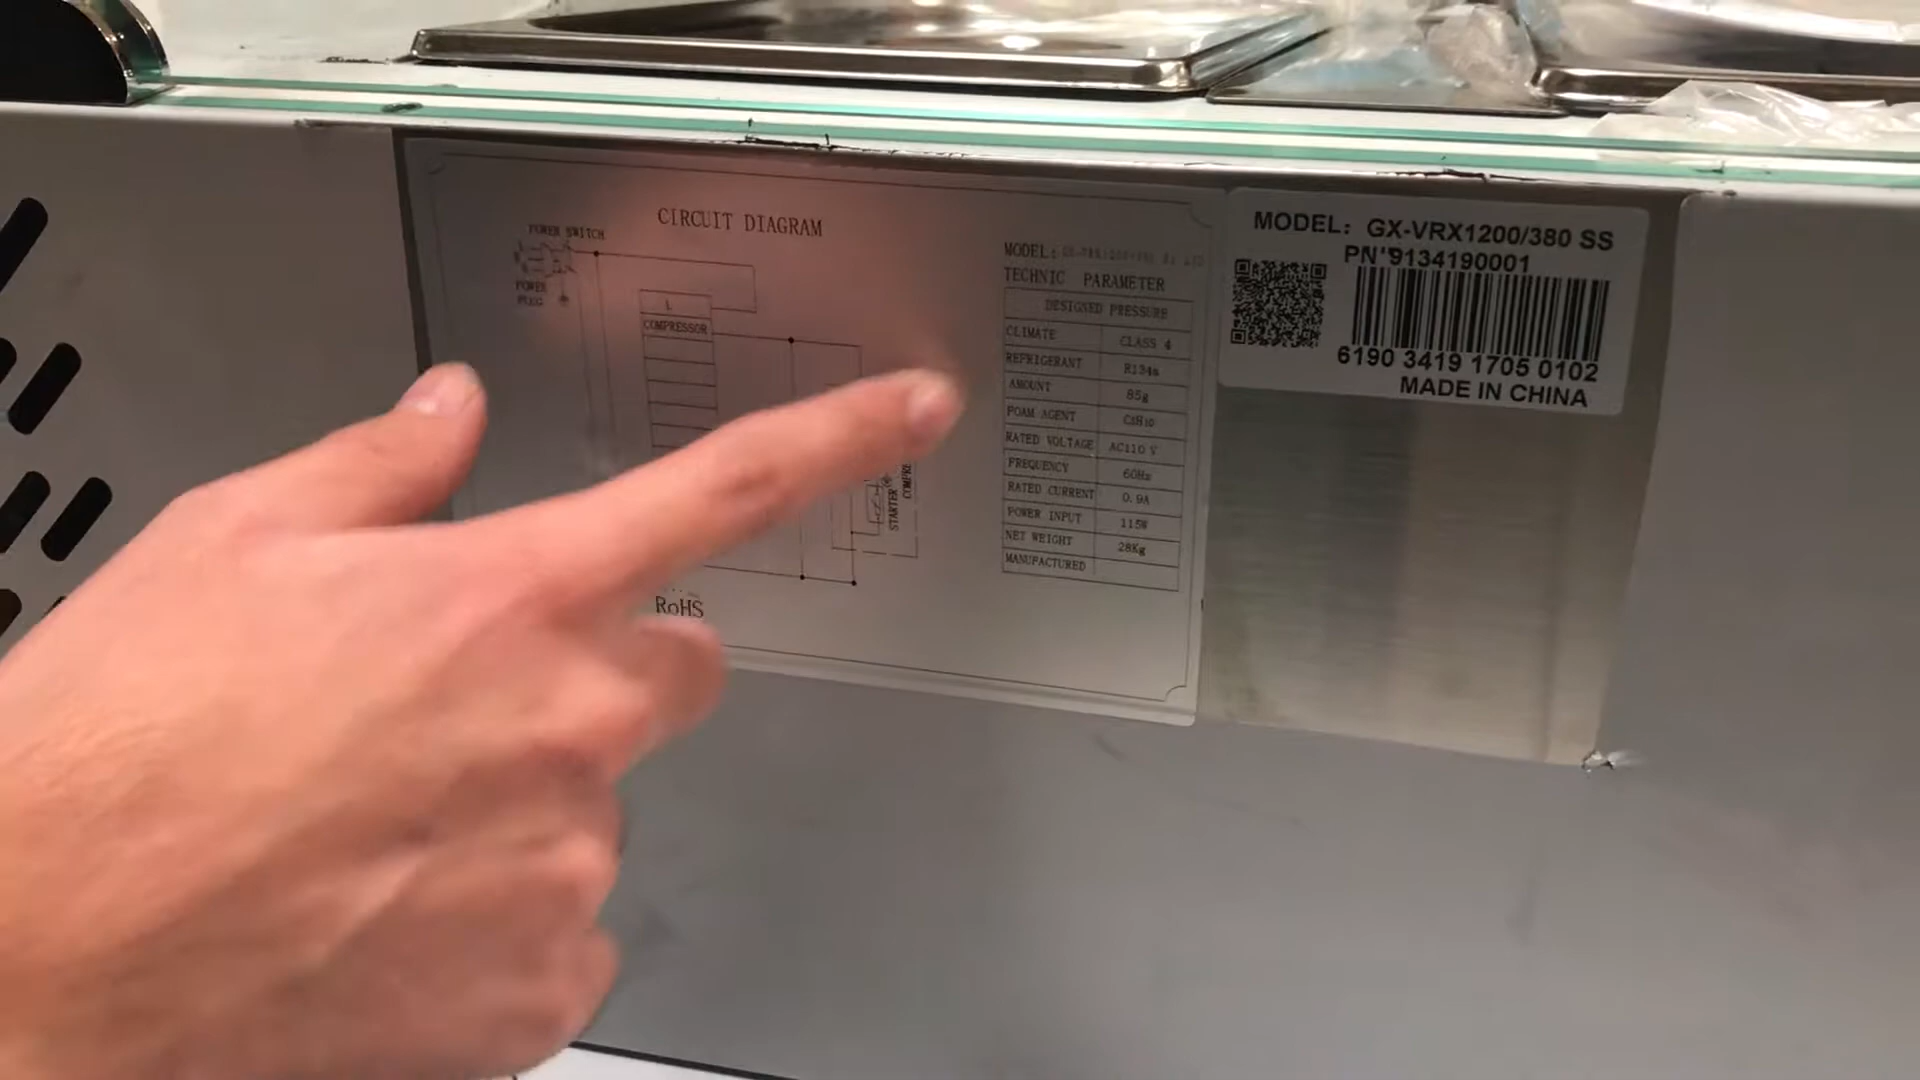 CIRCUIT DIAGRAM
POWER SWITCH
POWER
PLUG
L
COMPRESSOR
STARTER
RoHS
MODEL:
TECHNIC PARAMETER
DESIGNED PRESSURE
CLIMATE CLASS 4
REFRIGERANT R134a
AMOUNT 85g
FOAM AGENT C5H10
RATED VOLTAGE AC110 V
FREQUENCY 60Hz
RATED CURRENT 0.9A
POWER INPUT 115W
NET WEIGHT 28Kg
MANUFACTURED
MODEL: GX-VRX1200/380 SS
PN'9134190001
6190 3419 1705 0102
MADE IN CHINA